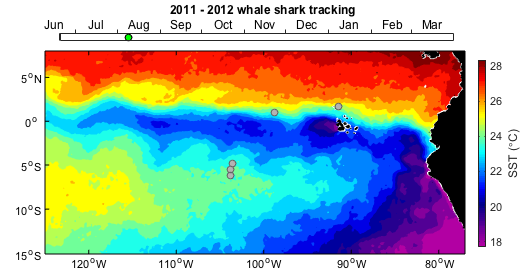 2011 - 2012 whale shark tracking
Jun Jul Aug Sep Oct Nov Dec Jan Feb Mar
5°N
0°
5°S
10°S
15°S
120°W 110°W 100°W 90°W 80°W
28
26
24
22
20
18
SST (°C)